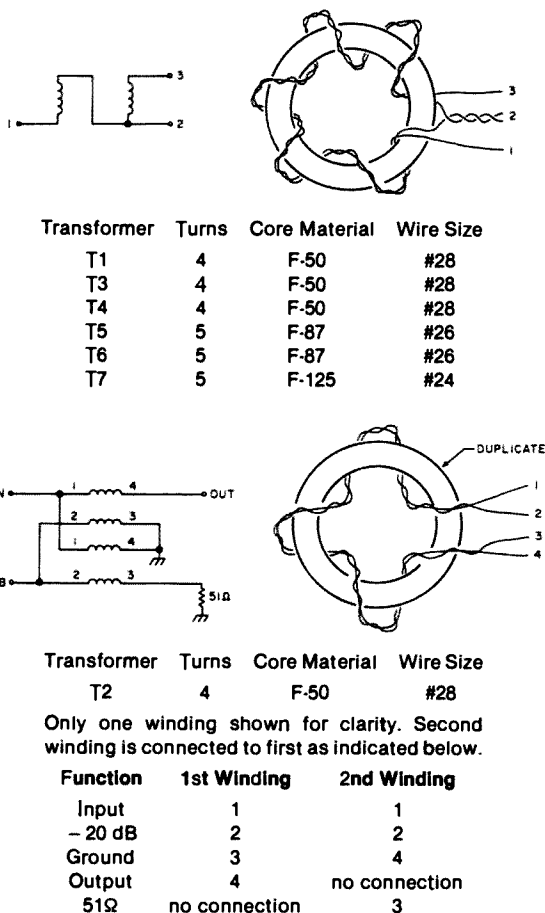 3
1 2
3
2
1
Transformer Turns Core Material Wire Size
T1 4 F-50 #28
T3 4 F-50 #28
T4 4 F-50 #28
T5 5 F-87 #26
T6 5 F-87 #26
T7 5 F-125 #24
DUPLICATE
N 1 4 OUT
2 3
1 4
B 2 3
51Ω
1
2
3
4
Transformer Turns Core Material Wire Size
T2 4 F-50 #28
Only one winding shown for clarity. Second
winding is connected to first as indicated below.
Function 1st Winding 2nd Winding
Input 1 1
– 20 dB 2 2
Ground 3 4
Output 4 no connection
51Ω no connection 3